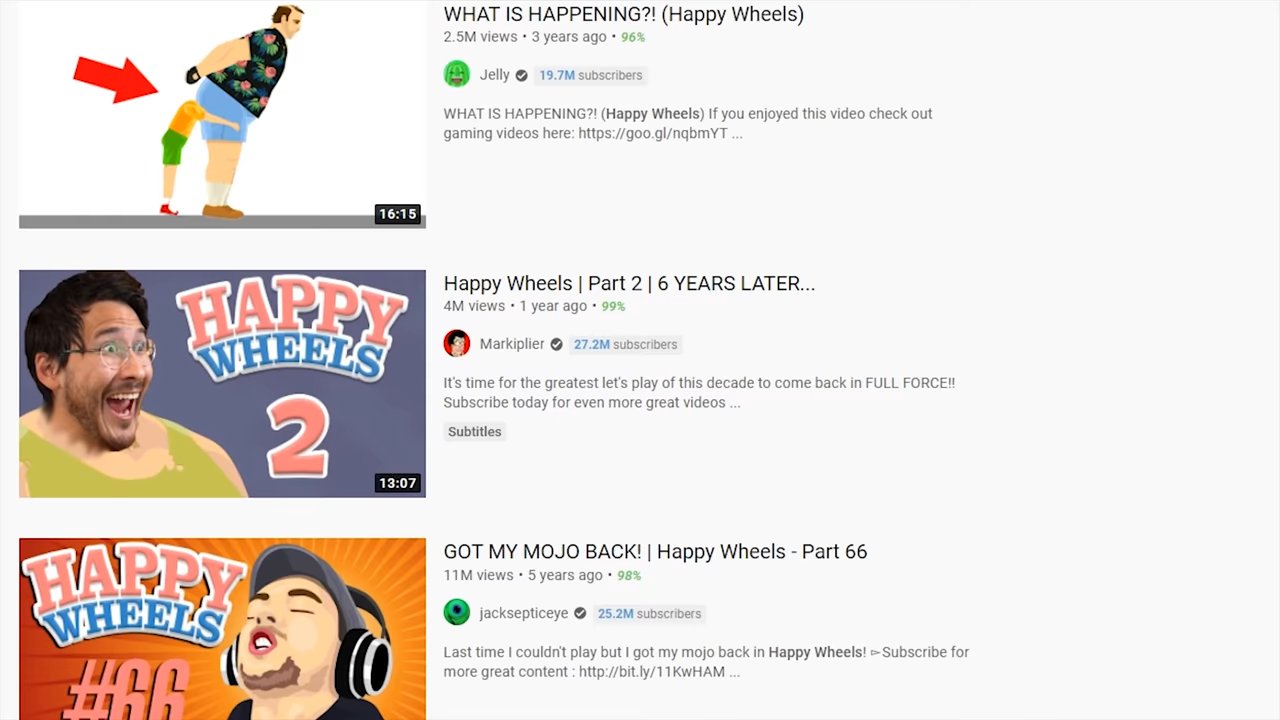 WHAT IS HAPPENING?! (Happy Wheels)
2.5M views • 3 years ago • 96%
Jelly 19.7M subscribers
WHAT IS HAPPENING?! (Happy Wheels) If you enjoyed this video check out
gaming videos here: https://goo.gl/nqbmYT ...
16:15
HAPPY
WHEELS
2
13:07
Happy Wheels | Part 2 | 6 YEARS LATER...
4M views • 1 year ago • 99%
Markiplier 27.2M subscribers
It's time for the greatest let's play of this decade to come back in FULL FORCE!!
Subscribe today for even more great videos ...
Subtitles
HAPPY
WHEELS
#66
GOT MY MOJO BACK! | Happy Wheels - Part 66
11M views • 5 years ago • 98%
jacksepticeye 25.2M subscribers
Last time I couldn't play but I got my mojo back in Happy Wheels! ►Subscribe for
more great content : http://bit.ly/11KwHAM ...